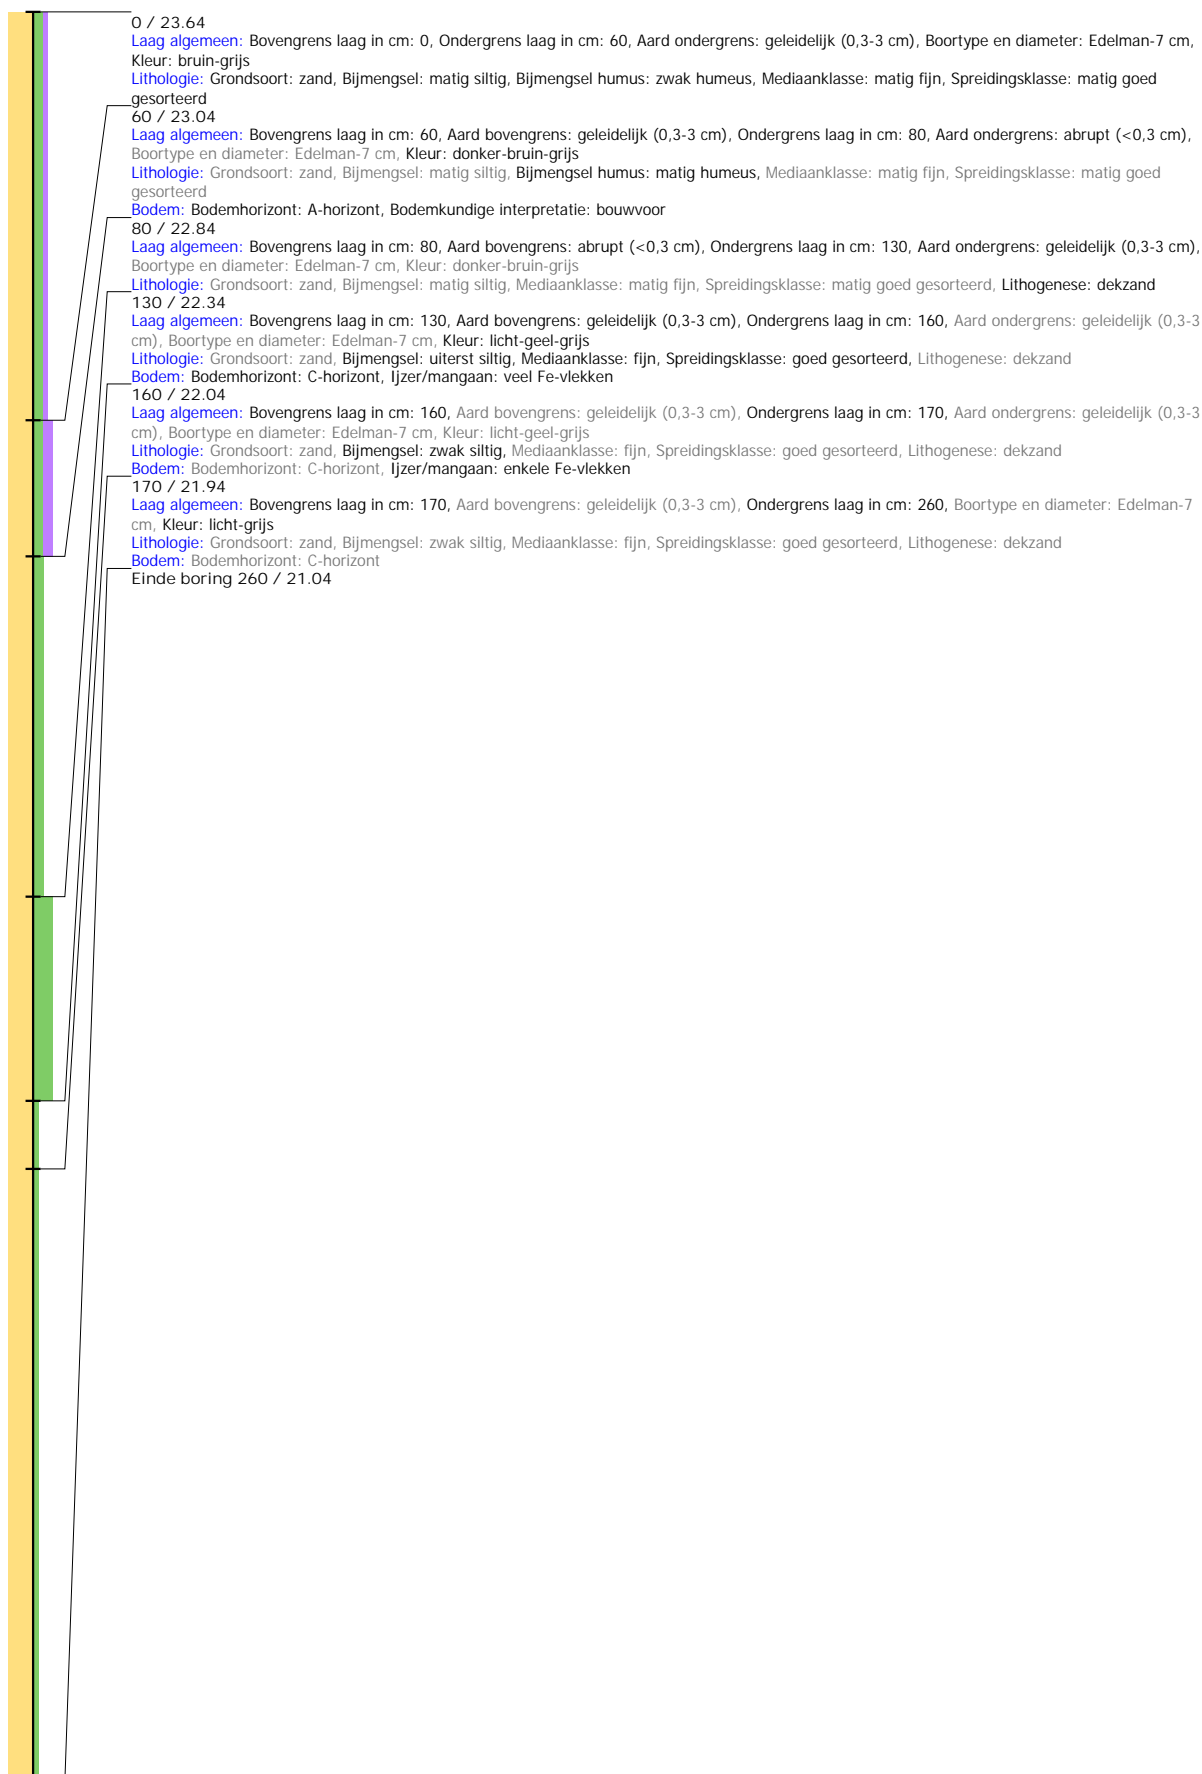 0 / 23.64
Laag algemeen: Bovengrens laag in cm: 0, Ondergrens laag in cm: 60, Aard ondergrens: geleidelijk (0,3-3 cm), Boortype en diameter: Edelman-7 cm,
Kleur: bruin-grijs
Lithologie: Grondsoort: zand, Bijmengsel: matig siltig, Bijmengsel humus: zwak humeus, Mediaanklasse: matig fijn, Spreidingsklasse: matig goed
gesorteerd
60 / 23.04
Laag algemeen: Bovengrens laag in cm: 60, Aard bovengrens: geleidelijk (0,3-3 cm), Ondergrens laag in cm: 80, Aard ondergrens: abrupt (<0,3 cm),
Boortype en diameter: Edelman-7 cm, Kleur: donker-bruin-grijs
Lithologie: Grondsoort: zand, Bijmengsel: matig siltig, Bijmengsel humus: matig humeus, Mediaanklasse: matig fijn, Spreidingsklasse: matig goed
gesorteerd
Bodem: Bodemhorizont: A-horizont, Bodemkundige interpretatie: bouwvoor
80 / 22.84
Laag algemeen: Bovengrens laag in cm: 80, Aard bovengrens: abrupt (<0,3 cm), Ondergrens laag in cm: 130, Aard ondergrens: geleidelijk (0,3-3 cm),
Boortype en diameter: Edelman-7 cm, Kleur: donker-bruin-grijs
Lithologie: Grondsoort: zand, Bijmengsel: matig siltig, Mediaanklasse: matig fijn, Spreidingsklasse: matig goed gesorteerd, Lithogenese: dekzand
130 / 22.34
Laag algemeen: Bovengrens laag in cm: 130, Aard bovengrens: geleidelijk (0,3-3 cm), Ondergrens laag in cm: 160, Aard ondergrens: geleidelijk (0,3-3
cm), Boortype en diameter: Edelman-7 cm, Kleur: licht-geel-grijs
Lithologie: Grondsoort: zand, Bijmengsel: uiterst siltig, Mediaanklasse: fijn, Spreidingsklasse: goed gesorteerd, Lithogenese: dekzand
Bodem: Bodemhorizont: C-horizont, Ijzer/mangaan: veel Fe-vlekken
160 / 22.04
Laag algemeen: Bovengrens laag in cm: 160, Aard bovengrens: geleidelijk (0,3-3 cm), Ondergrens laag in cm: 170, Aard ondergrens: geleidelijk (0,3-3
cm), Boortype en diameter: Edelman-7 cm, Kleur: licht-geel-grijs
Lithologie: Grondsoort: zand, Bijmengsel: zwak siltig, Mediaanklasse: fijn, Spreidingsklasse: goed gesorteerd, Lithogenese: dekzand
Bodem: Bodemhorizont: C-horizont, Ijzer/mangaan: enkele Fe-vlekken
170 / 21.94
Laag algemeen: Bovengrens laag in cm: 170, Aard bovengrens: geleidelijk (0,3-3 cm), Ondergrens laag in cm: 260, Boortype en diameter: Edelman-7
cm, Kleur: licht-grijs
Lithologie: Grondsoort: zand, Bijmengsel: zwak siltig, Mediaanklasse: fijn, Spreidingsklasse: goed gesorteerd, Lithogenese: dekzand
Bodem: Bodemhorizont: C-horizont
Einde boring 260 / 21.04